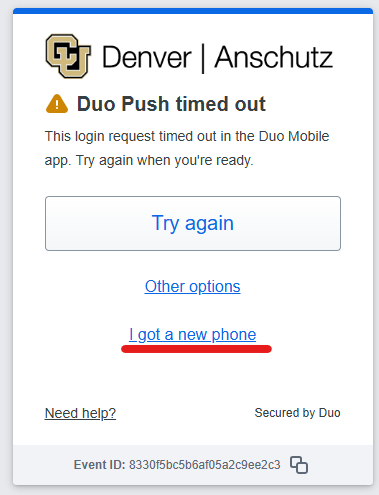 CU
Denver | Anschutz
Duo Push timed out
This login request timed out in the Duo Mobile
app. Try again when you're ready.
Try again
Other options
I got a new phone
Need help?
Secured by Duo
Event ID: 8330f5bc5b6af05a2c9ee2c3